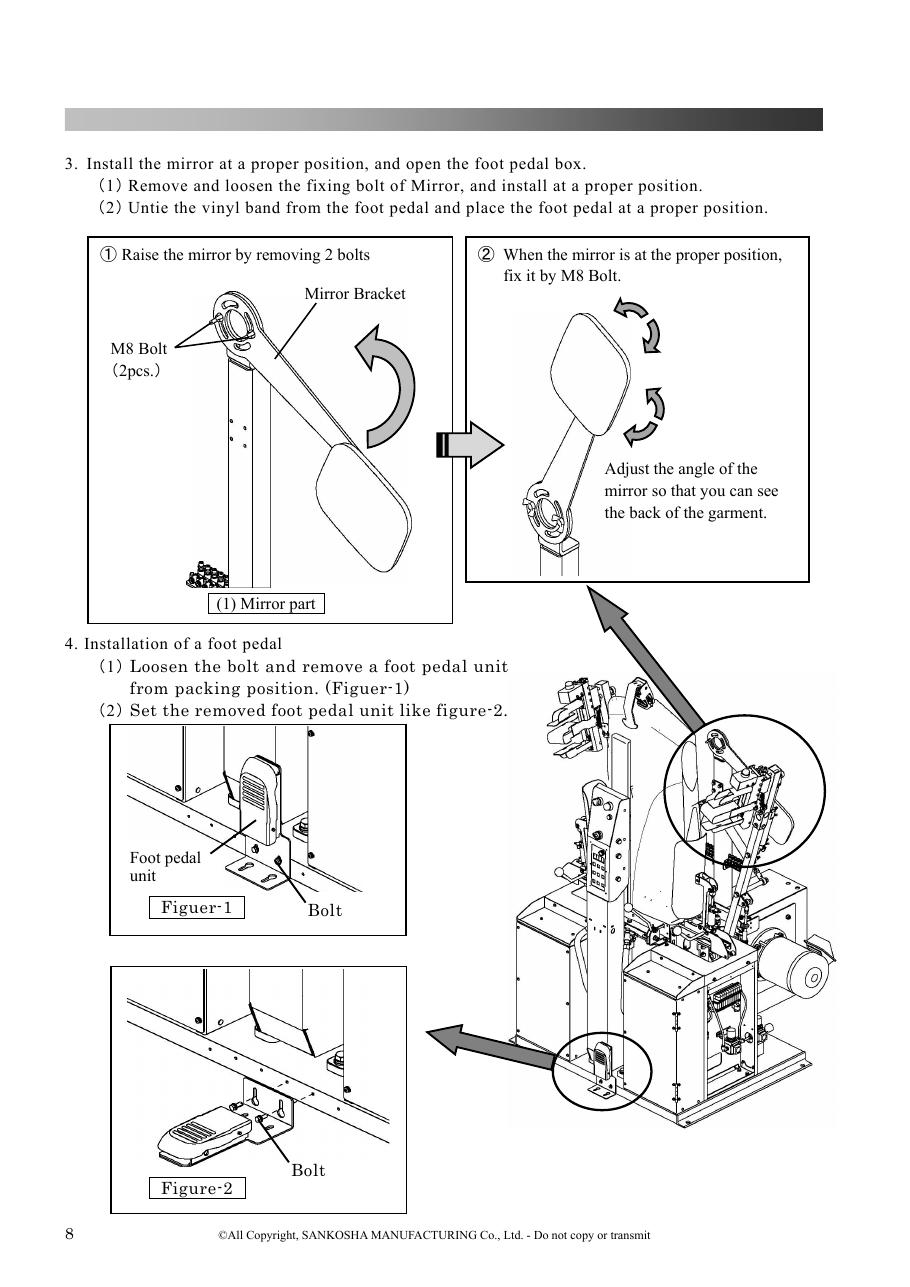 3. Install the mirror at a proper position, and open the foot pedal box.
（1）Remove and loosen the fixing bolt of Mirror, and install at a proper position.
（2）Untie the vinyl band from the foot pedal and place the foot pedal at a proper position.
① Raise the mirror by removing 2 bolts
Mirror Bracket
M8 Bolt
（2pcs.）
(1) Mirror part
② When the mirror is at the proper position,
fix it by M8 Bolt.
Adjust the angle of the
mirror so that you can see
the back of the garment.
4. Installation of a foot pedal
（1）Loosen the bolt and remove a foot pedal unit
from packing position. (Figuer-1)
（2）Set the removed foot pedal unit like figure-2.
Foot pedal
unit
Figuer-1
Bolt
Bolt
Figure-2
8
©All Copyright, SANKOSHA MANUFACTURING Co., Ltd. - Do not copy or transmit